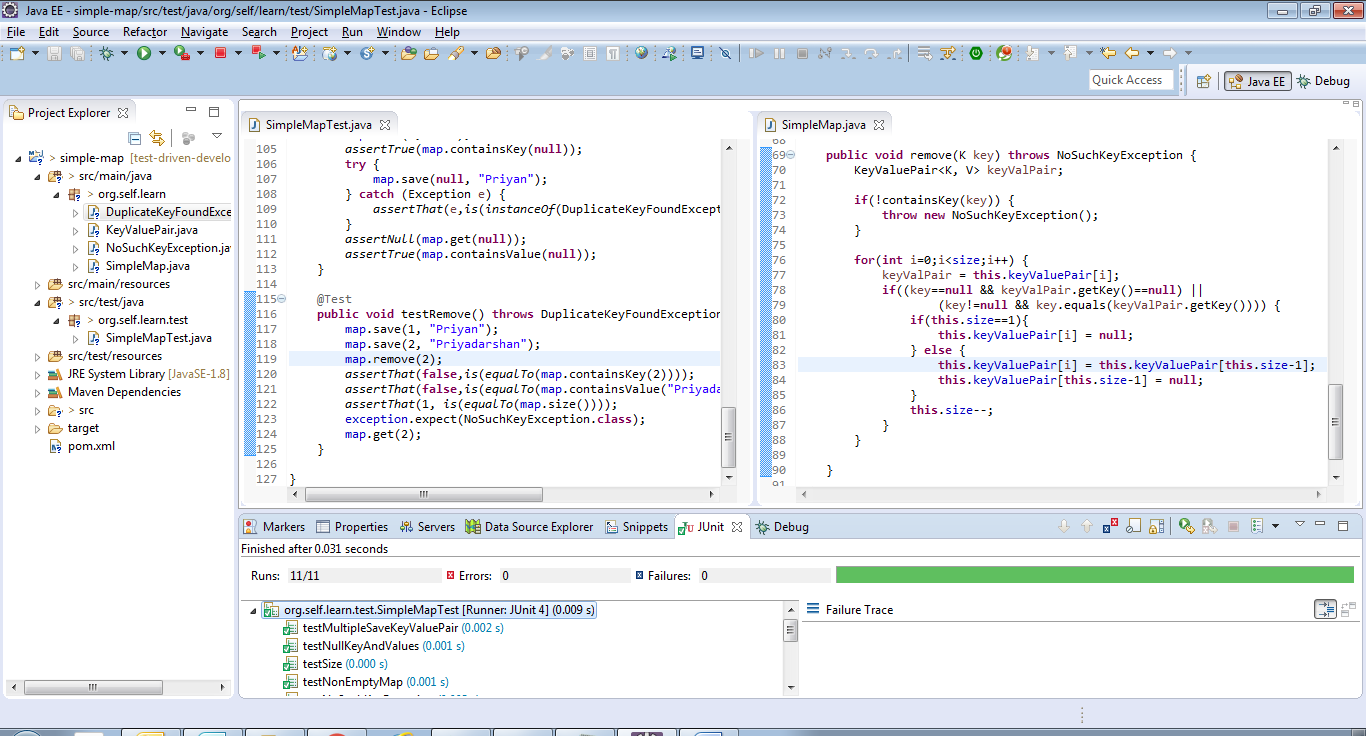 Java EE - simple-map/src/test/java/org/self/learn/test/SimpleMapTest.java - Eclipse
File Edit Source Refactor Navigate Search Project Run Window Help
Quick Access
Java EE
Debug
Project Explorer
> simple-map [test-driven-develo
> src/main/java
> org.self.learn
DuplicateKeyFoundExce
KeyValuePair.java
NoSuchKeyException.ja
SimpleMap.java
src/main/resources
> src/test/java
> org.self.learn.test
SimpleMapTest.java
src/test/resources
JRE System Library [JavaSE-1.8]
Maven Dependencies
> src
target
pom.xml
SimpleMapTest.java
105 assertTrue(map.containsKey(null));
106 try {
107 map.save(null, "Priyan");
108 } catch (Exception e) {
109 assertThat(e,is(instanceOf(DuplicateKeyFoundExcept
110 }
111 assertNull(map.get(null));
112 assertTrue(map.containsValue(null));
113 }
114
115 @Test
116 public void testRemove() throws DuplicateKeyFoundException
117 map.save(1, "Priyan");
118 map.save(2, "Priyadarshan");
119 map.remove(2);
120 assertThat(false,is(equalTo(map.containsKey(2))));
121 assertThat(false,is(equalTo(map.containsValue("Priyada
122 assertThat(1, is(equalTo(map.size())));
123 exception.expect(NoSuchKeyException.class);
124 map.get(2);
125 }
126
127 }
SimpleMap.java
68
69 public void remove(K key) throws NoSuchKeyException {
70 KeyValuePair<K, V> keyValPair;
71
72 if(!containsKey(key)) {
73 throw new NoSuchKeyException();
74 }
75
76 for(int i=0;i<size;i++) {
77 keyValPair = this.keyValuePair[i];
78 if((key==null && keyValPair.getKey()==null) ||
79 (key!=null && key.equals(keyValPair.getKey()))) {
80 if(this.size==1){
81 this.keyValuePair[i] = null;
82 } else {
83 this.keyValuePair[i] = this.keyValuePair[this.size-1];
84 this.keyValuePair[this.size-1] = null;
85 }
86 this.size--;
87 }
88 }
89
90 }
91
Markers Properties Servers Data Source Explorer Snippets JUnit Debug
Finished after 0.031 seconds
Runs: 11/11 Errors: 0 Failures: 0
org.self.learn.test.SimpleMapTest [Runner: JUnit 4] (0.009 s)
testMultipleSaveKeyValuePair (0.002 s)
testNullKeyAndValues (0.001 s)
testSize (0.000 s)
testNonEmptyMap (0.001 s)
Failure Trace